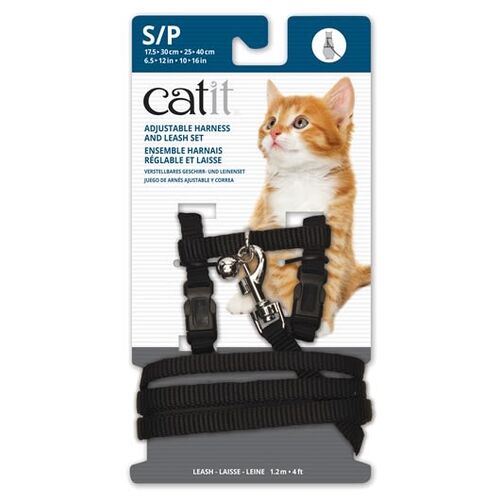 S/P
17.5 > 30 cm • 25 > 40 cm
6.5 > 12 in • 10 > 16 in
catit
ADJUSTABLE HARNESS
AND LEASH SET
ENSEMBLE HARNAIS
RÉGLABLE ET LAISSE
VERSTELLBARES GESCHIRR- UND LEINENSET
JUEGO DE ARNÉS AJUSTABLE Y CORREA
LEASH - LAISSE - LEINE 1.2 m • 4 ft